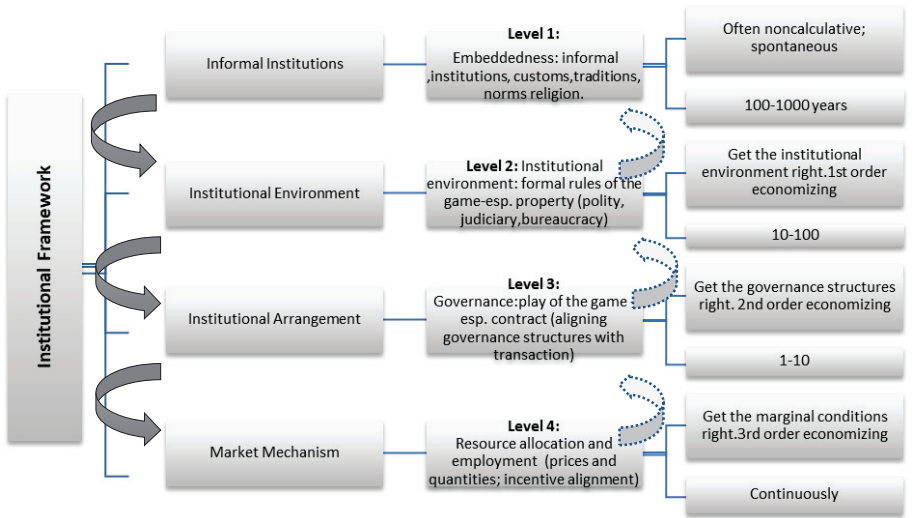 Institutional Framework
Informal Institutions
Level 1:
Embeddedness: informal
,institutions, customs,traditions,
norms religion.
Often noncalculative;
spontaneous
100-1000 years
Institutional Environment
Level 2: Institutional
environment: formal rules of the
game-esp. property (polity,
judiciary,bureaucracy)
Get the institutional
environment right.1st order
economizing
10-100
Institutional Arrangement
Level 3:
Governance:play of the game
esp. contract (aligning
governance structures with
transaction)
Get the governance structures
right. 2nd order economizing
1-10
Market Mechanism
Level 4:
Resource allocation and
employment (prices and
quantities; incentive alignment)
Get the marginal conditions
right.3rd order economizing
Continuously